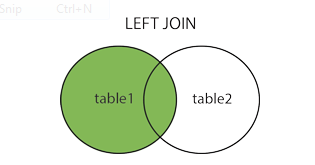 Snip Ctrl+N
LEFT JOIN
table1 table2